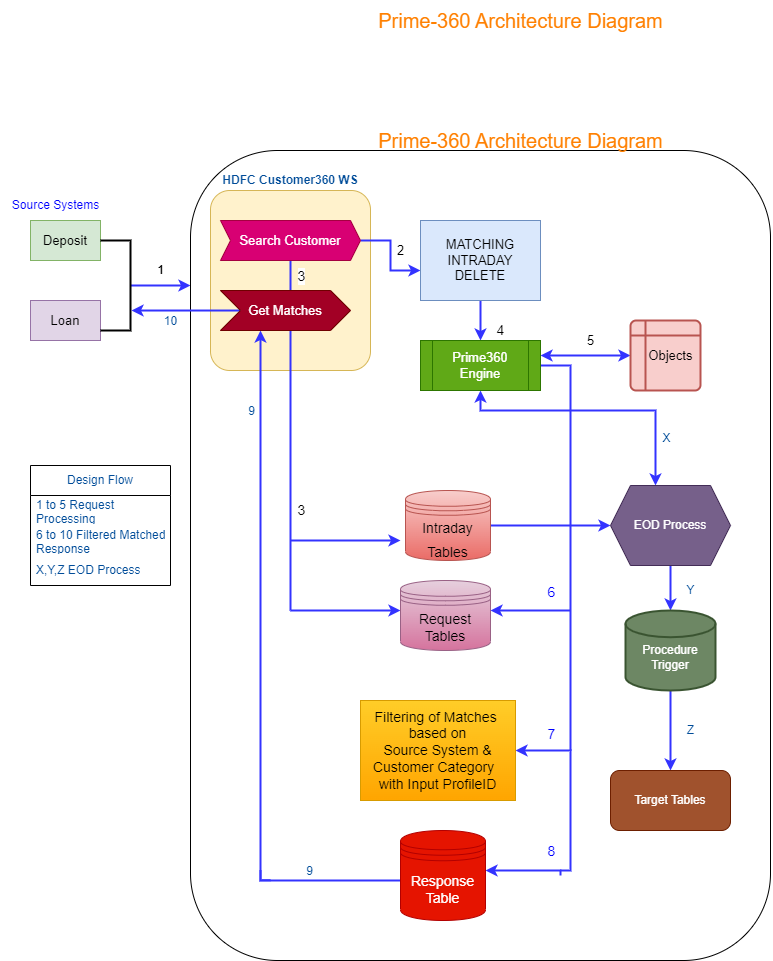 Prime-360 Architecture Diagram
Prime-360 Architecture Diagram
HDFC Customer360 WS
Source Systems
Deposit
Loan
1
10
Search Customer
3
Get Matches
2
MATCHING
INTRADAY
DELETE
4
Prime360
Engine
5
Objects
X
9
Design Flow
1 to 5 Request
Processing
6 to 10 Filtered Matched
Response
X,Y,Z EOD Process
3
Intraday
Tables
EOD Process
Request
Tables
6
Y
Procedure
Trigger
Filtering of Matches
based on
Source System &
Customer Category
with Input ProfileID
7
Z
Target Tables
8
9
Response
Table